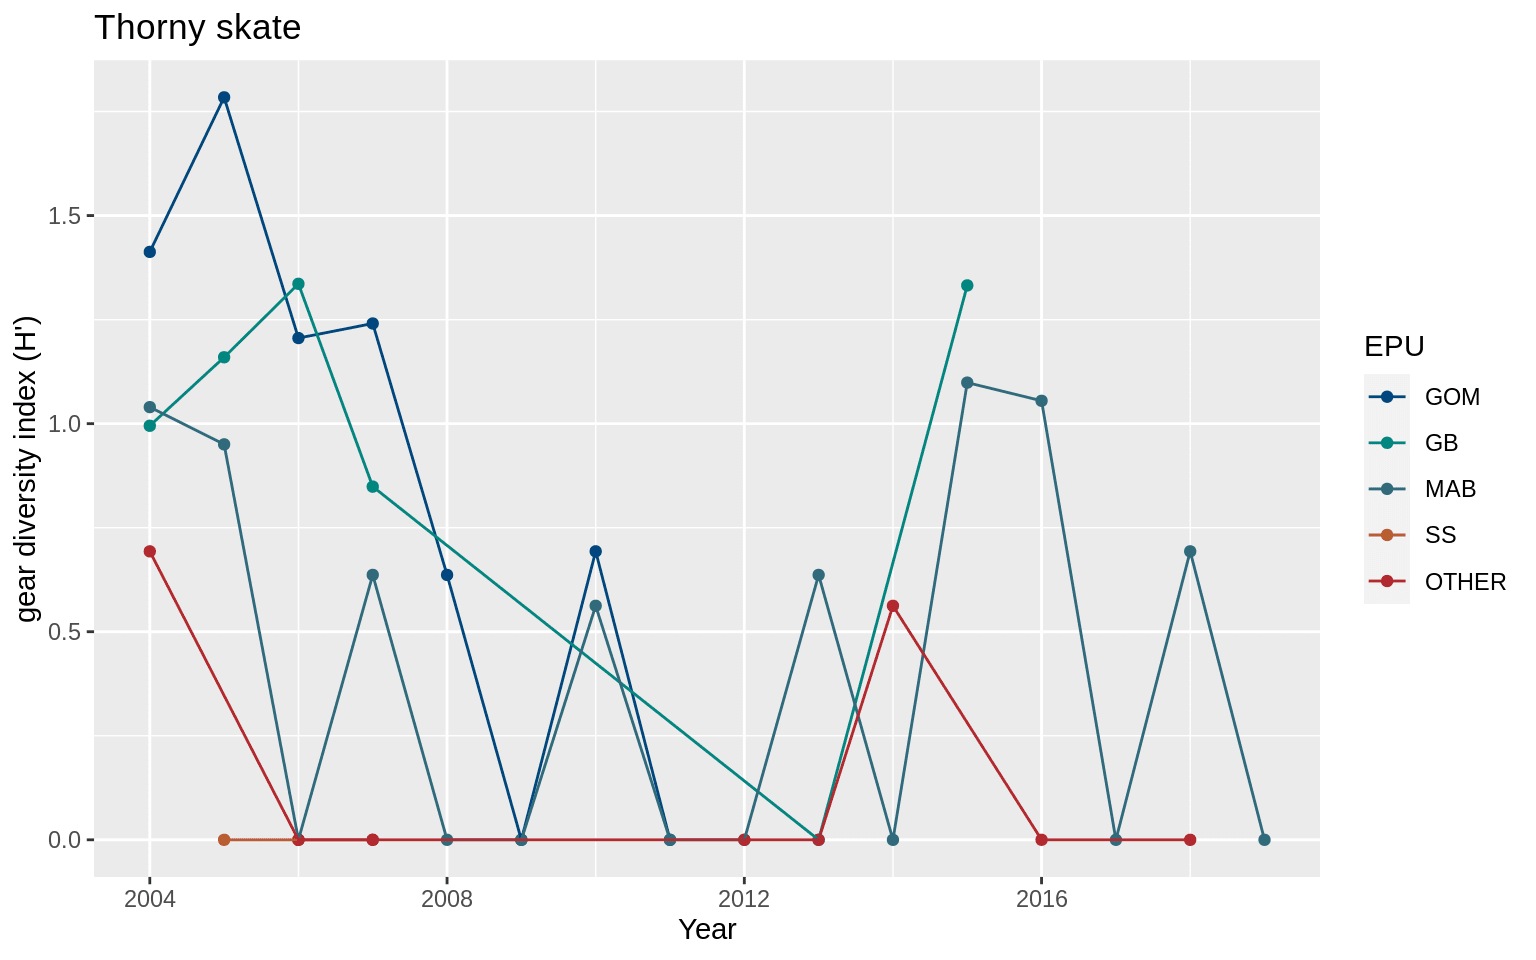 Thorny skate
gear diversity index (H')
1.5
1.0
0.5
0.0
2004
2008
2012
2016
Year
EPU
GOM
GB
MAB
SS
OTHER